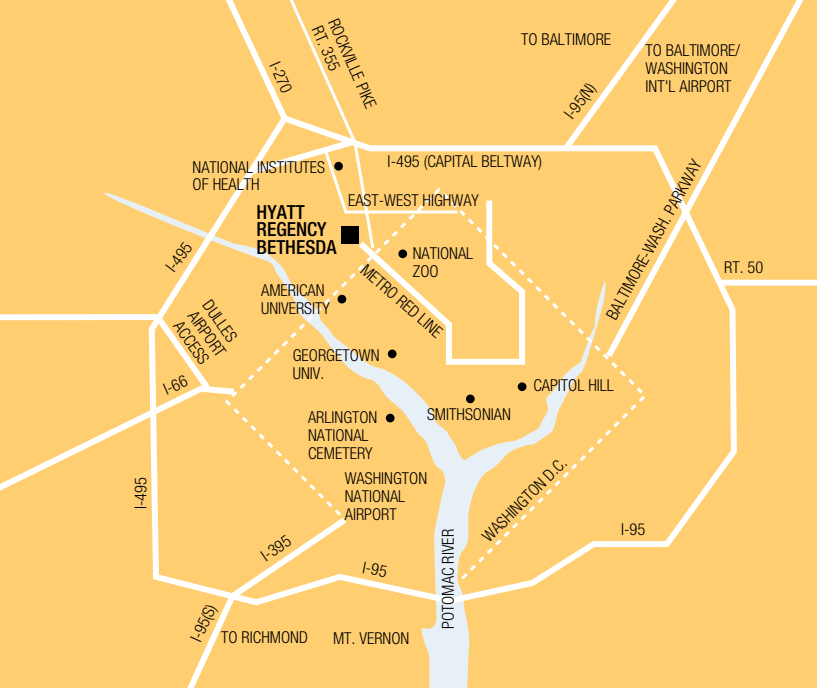 ROCKVILLE PIKE
RT. 355
TO BALTIMORE
TO BALTIMORE/
WASHINGTON
INT'L AIRPORT
I-270
I-95(N)
I-495 (CAPITAL BELTWAY)
NATIONAL INSTITUTES
OF HEALTH
EAST-WEST HIGHWAY
HYATT
REGENCY
BETHESDA
NATIONAL
ZOO
BALTIMORE-WASH. PARKWAY
I-495
RT. 50
METRO RED LINE
AMERICAN
UNIVERSITY
DULLES
AIRPORT
ACCESS
GEORGETOWN
UNIV.
I-66
CAPITOL HILL
SMITHSONIAN
ARLINGTON
NATIONAL
CEMETERY
WASHINGTON
NATIONAL
AIRPORT
WASHINGTON D.C.
I-495
I-395
I-95
I-95
POTOMAC RIVER
I-95(S)
TO RICHMOND
MT. VERNON